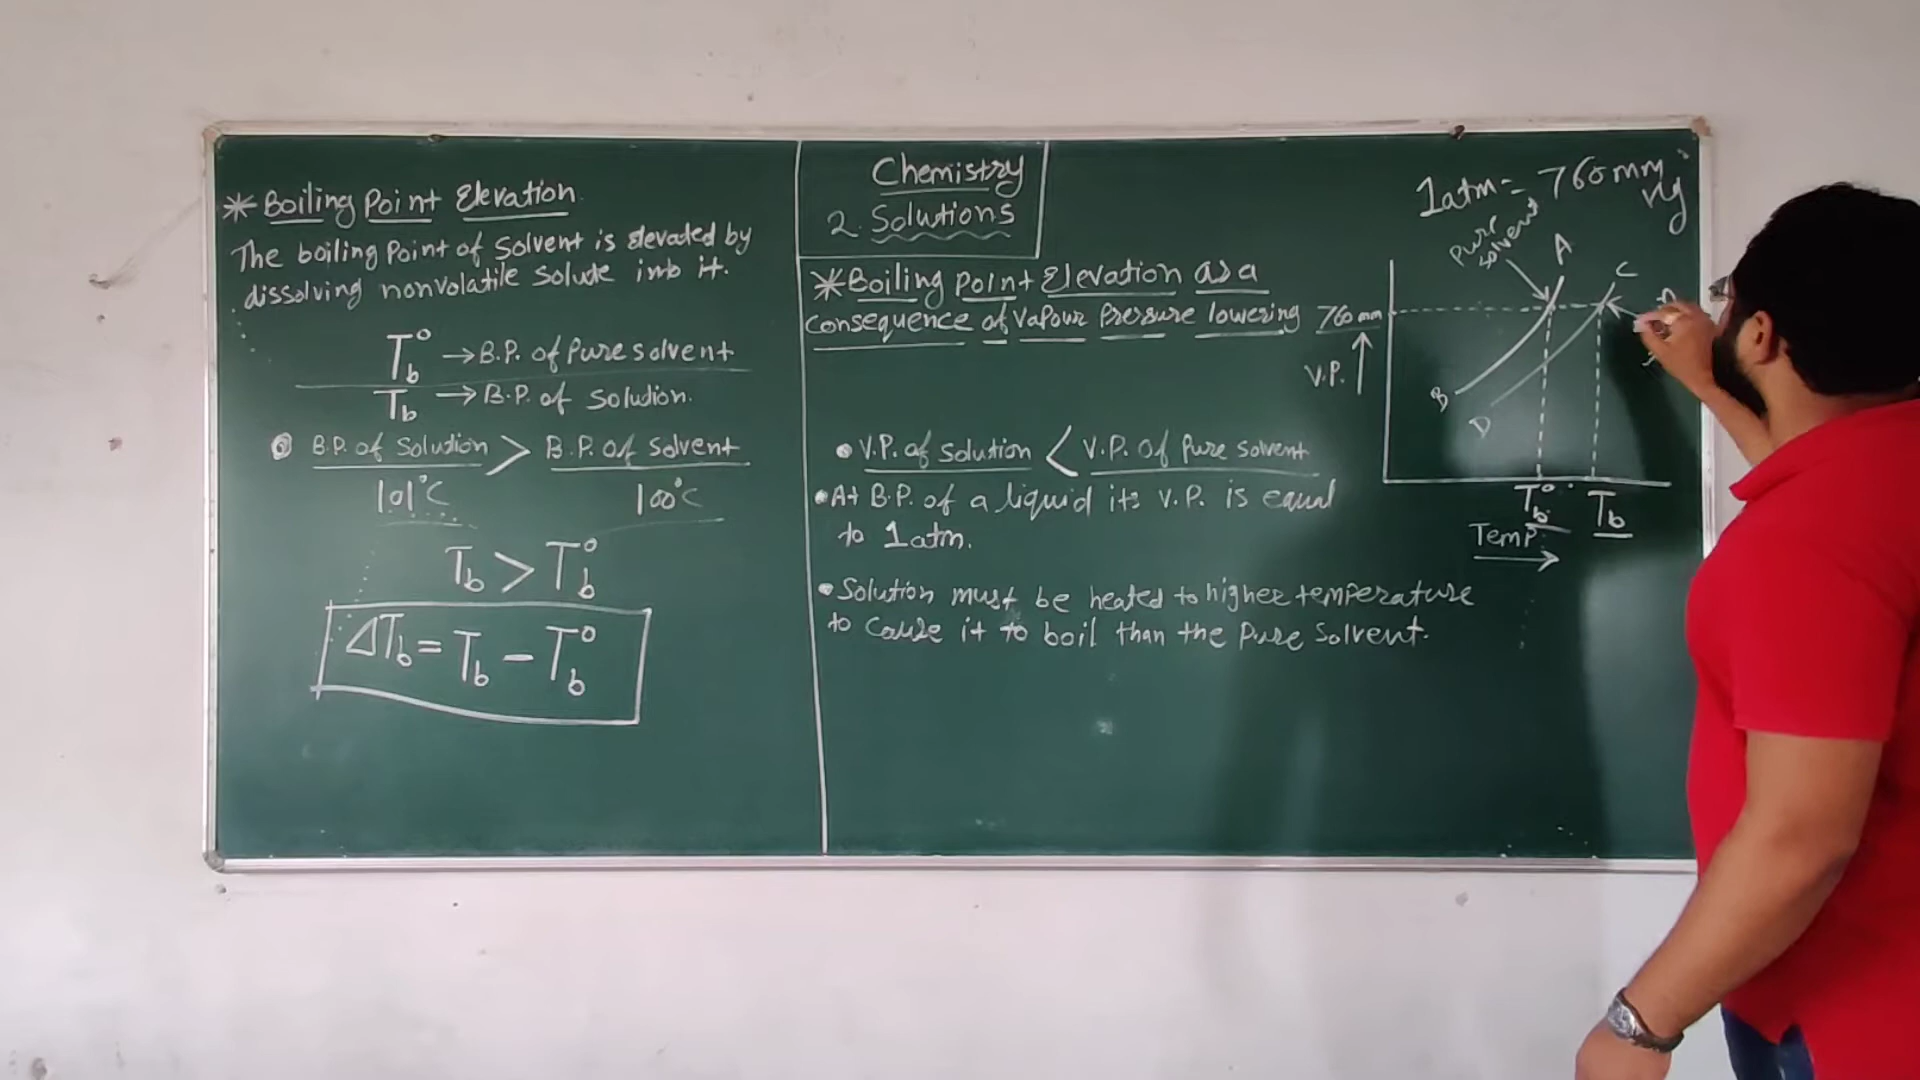 * Boiling Point Elevation
The boiling point of solvent is elevated by
dissolving nonvolatile solute into it.
T°b → B.P. of Pure solvent
Tb → B.P. of solution.
B.P. of solution > B.P. of solvent
101°C 100°C
Tb > T°b
ΔTb = Tb - T°b
Chemistry
2. Solutions
* Boiling point Elevation as a
consequence of Vapour Pressure lowering
• V.P. of solution < V.P. of Pure solvent
• At B.P. of a liquid its V.P. is equal
to 1atm.
• Solution must be heated to higher temperature
to cause it to boil than the Pure Solvent.
1atm = 760 mm
Hg
Pure
solvent
A
C
760 mm
V.P. ↑
B
D
T°b Tb
Temp →